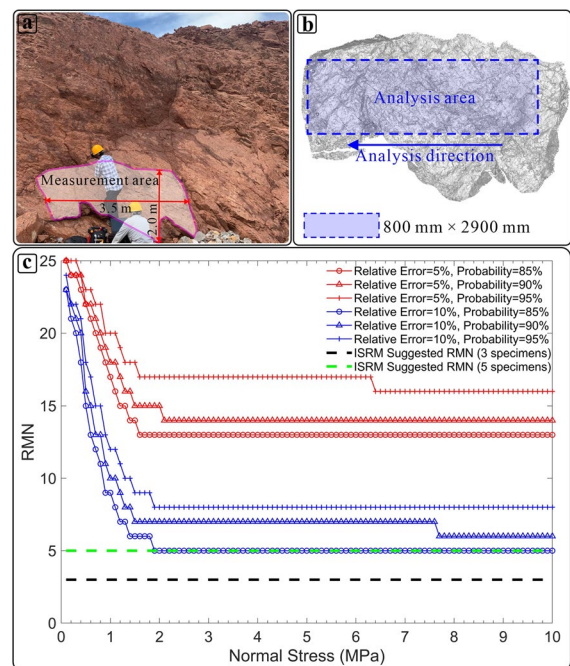 a
Measurement area
3.5 m
2.0 m
b
Analysis area
Analysis direction
800 mm × 2900 mm
c
25
20
15
10
5
0
RMN
Relative Error=5%, Probability=85%
Relative Error=5%, Probability=90%
Relative Error=5%, Probability=95%
Relative Error=10%, Probability=85%
Relative Error=10%, Probability=90%
Relative Error=10%, Probability=95%
ISRM Suggested RMN (3 specimens)
ISRM Suggested RMN (5 specimens)
0 1 2 3 4 5 6 7 8 9 10
Normal Stress (MPa)